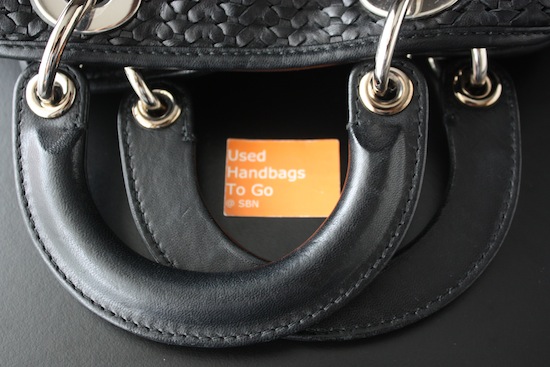 Used
Handbags
To Go
@ SBN